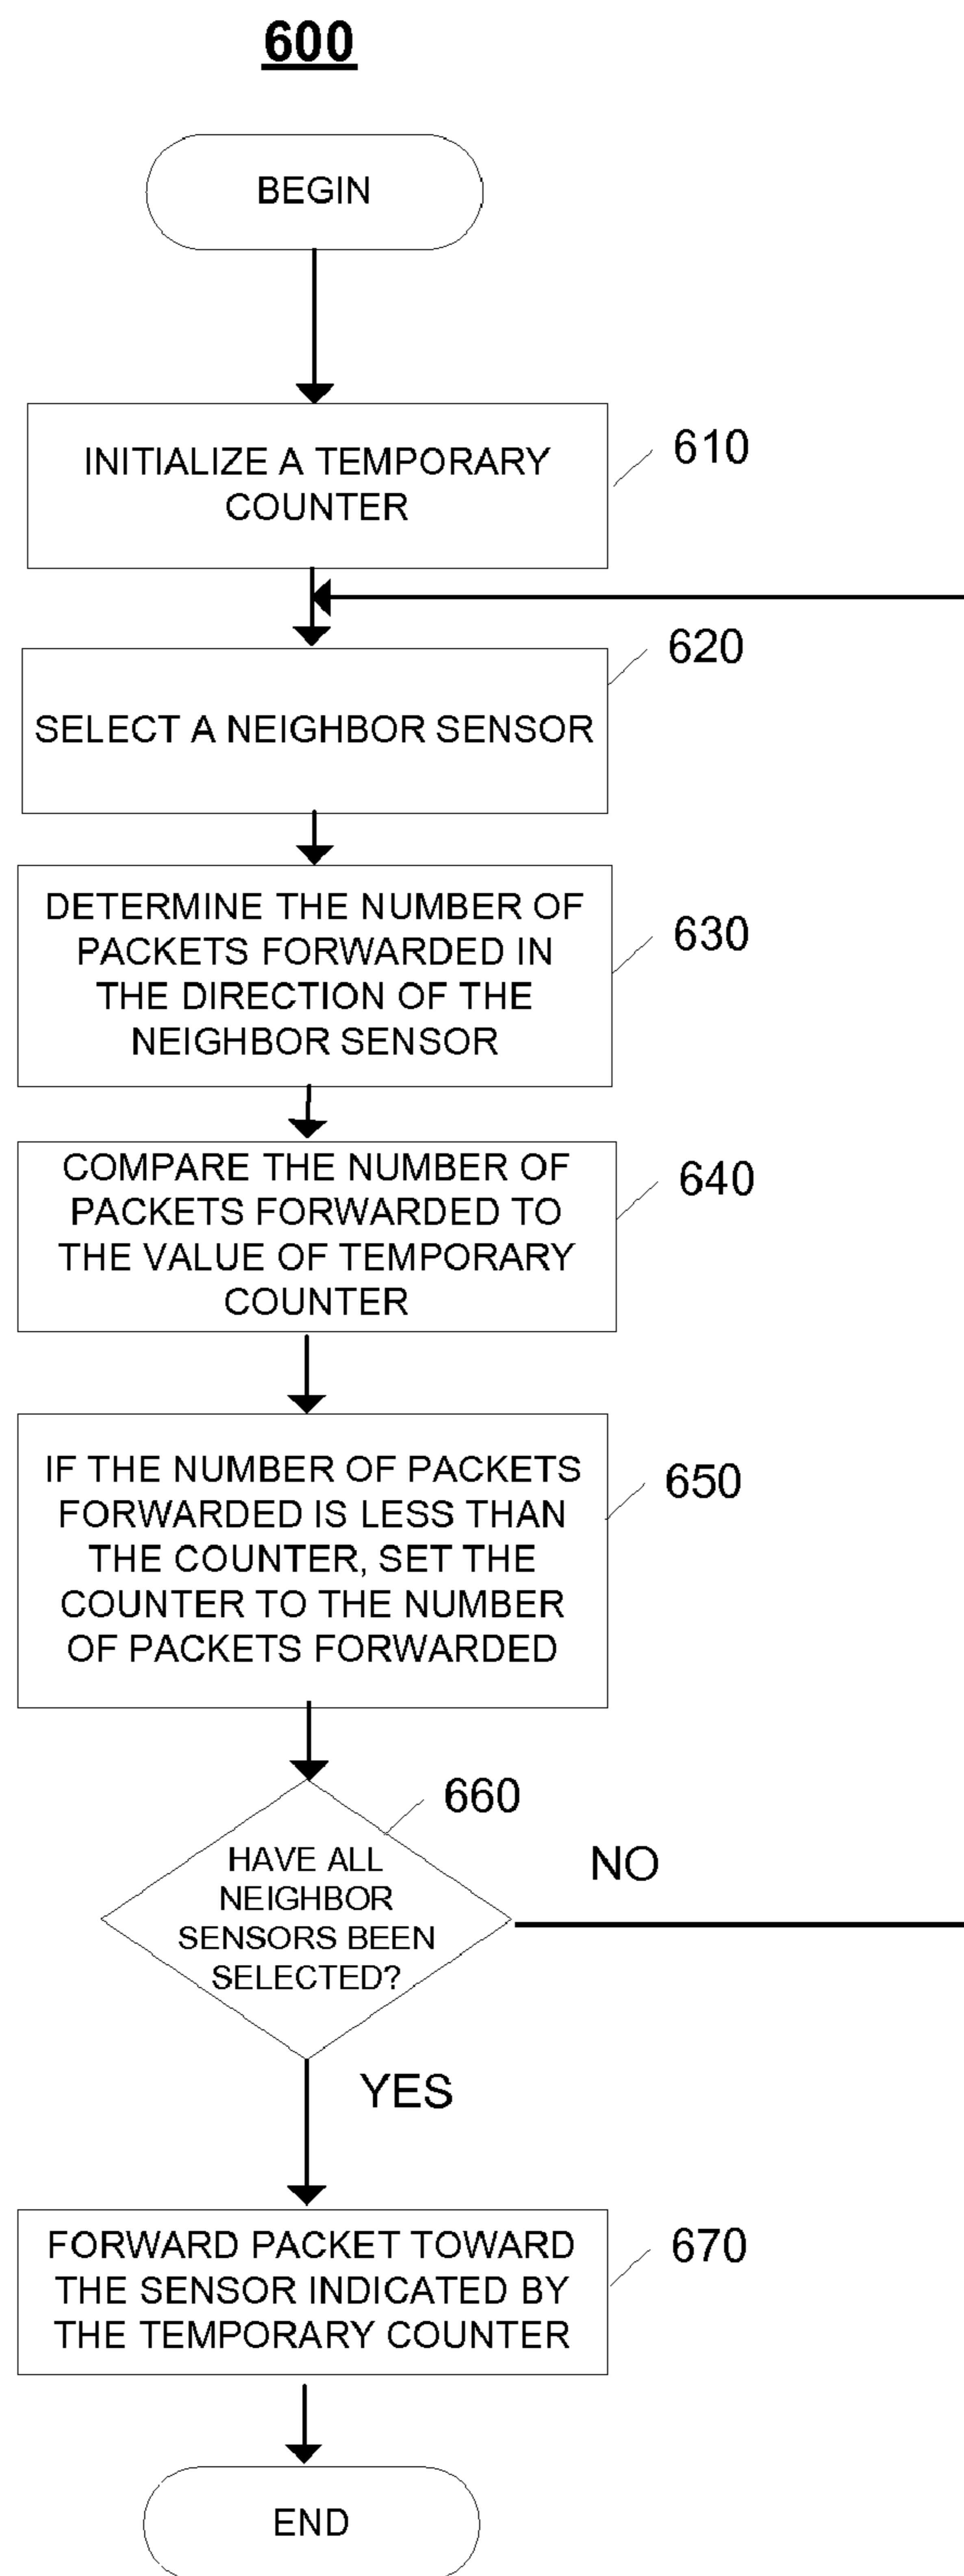 600
BEGIN
INITIALIZE A TEMPORARY
COUNTER
610
620
SELECT A NEIGHBOR SENSOR
DETERMINE THE NUMBER OF
PACKETS FORWARDED IN
THE DIRECTION OF THE
NEIGHBOR SENSOR
630
COMPARE THE NUMBER OF
PACKETS FORWARDED TO
THE VALUE OF TEMPORARY
COUNTER
640
IF THE NUMBER OF PACKETS
FORWARDED IS LESS THAN
THE COUNTER, SET THE
COUNTER TO THE NUMBER
OF PACKETS FORWARDED
650
660
HAVE ALL
NEIGHBOR
SENSORS BEEN
SELECTED?
NO
YES
FORWARD PACKET TOWARD
THE SENSOR INDICATED BY
THE TEMPORARY COUNTER
670
END